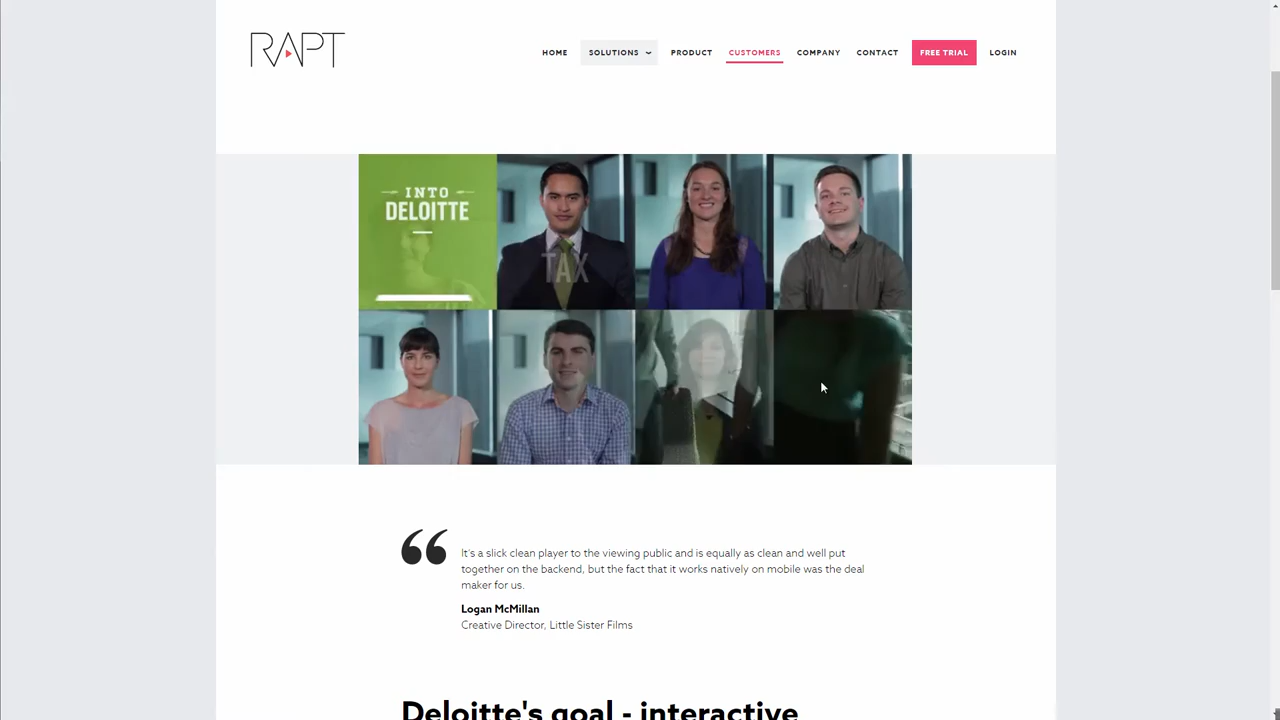 RAPT
HOME SOLUTIONS PRODUCT CUSTOMERS COMPANY CONTACT FREE TRIAL LOGIN
INTO
DELOITTE
TAX
It's a slick clean player to the viewing public and is equally as clean and well put
together on the backend, but the fact that it works natively on mobile was the deal
maker for us.
Logan McMillan
Creative Director, Little Sister Films
Deloitte's goal - interactive